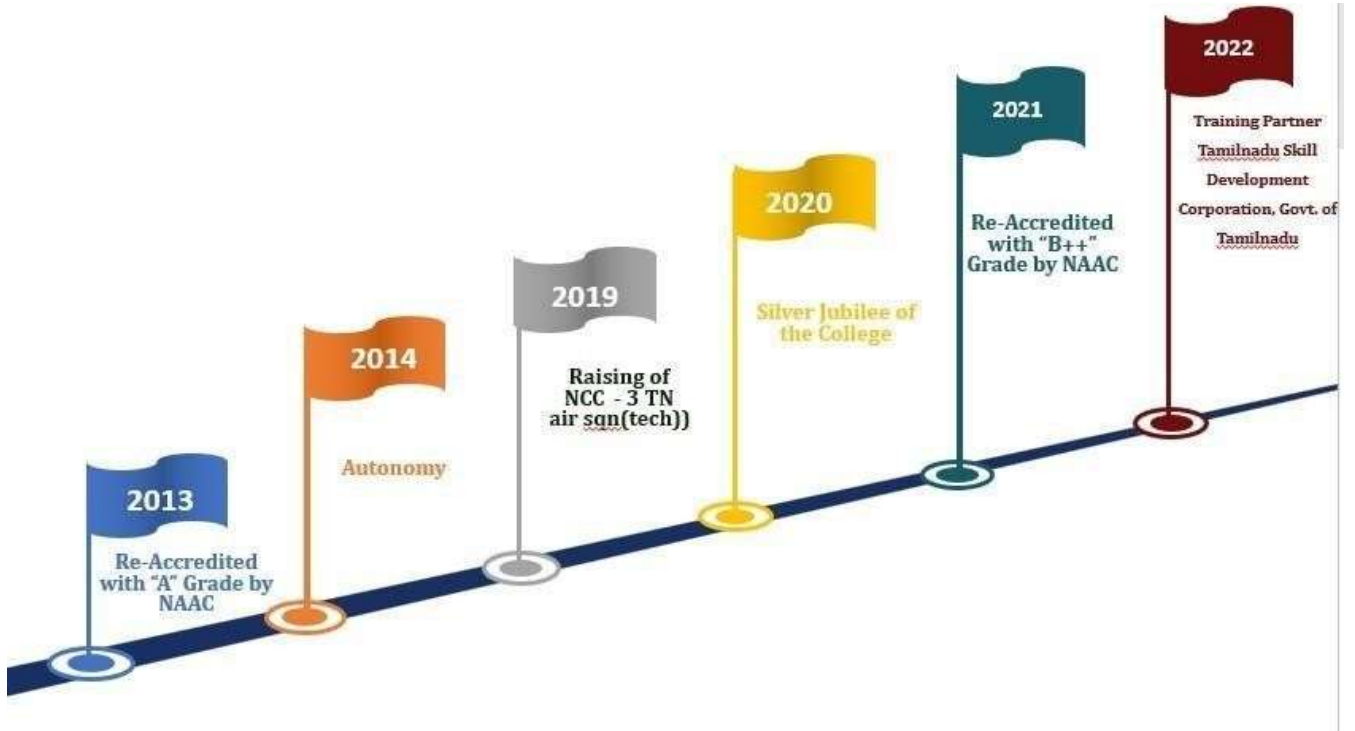 2013
Re-Accredited
with “A” Grade by
NAAC
2014
Autonomy
2019
Raising of
NCC - 3 TN
air sqn(tech))
2020
Silver Jubilee of
the College
2021
Re-Accredited
with “B++”
Grade by NAAC
2022
Training Partner
Tamilnadu Skill
Development
Corporation, Govt. of
Tamilnadu